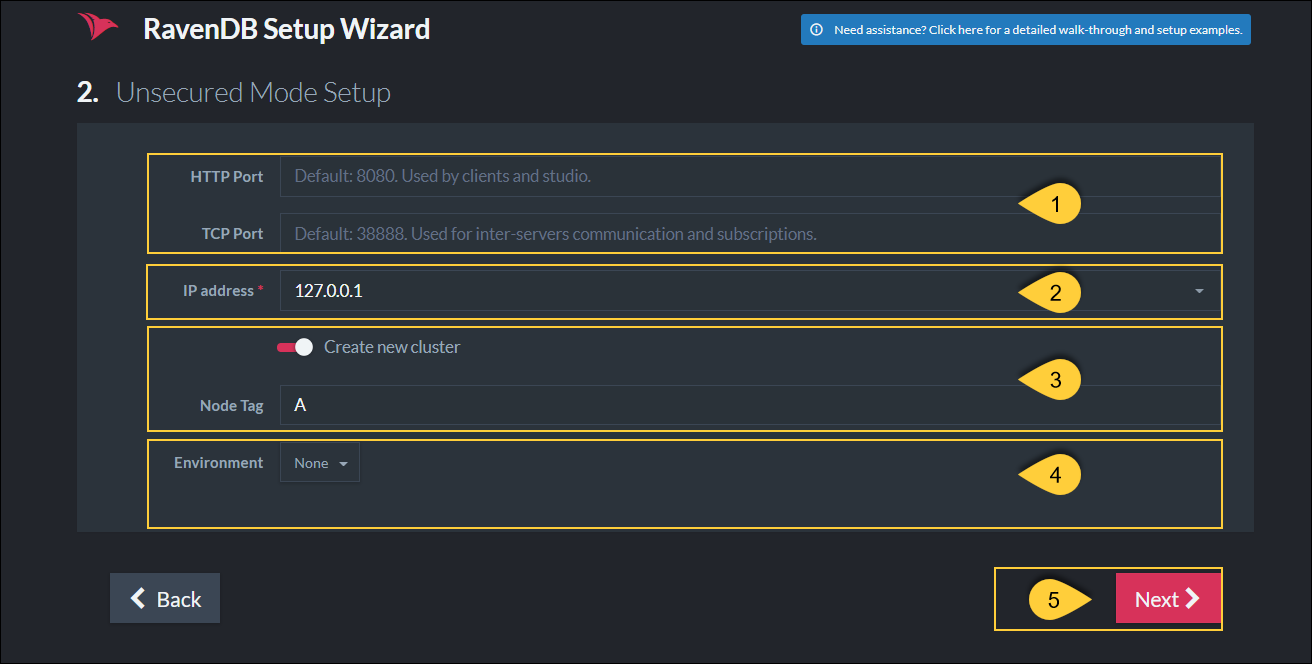 RavenDB Setup Wizard
Need assistance? Click here for a detailed walk-through and setup examples.
2. Unsecured Mode Setup
HTTP Port Default: 8080. Used by clients and studio.
1
TCP Port Default: 38888. Used for inter-servers communication and subscriptions.
IP address * 127.0.0.1
2
Create new cluster
3
Node Tag A
Environment None
4
Back
5
Next